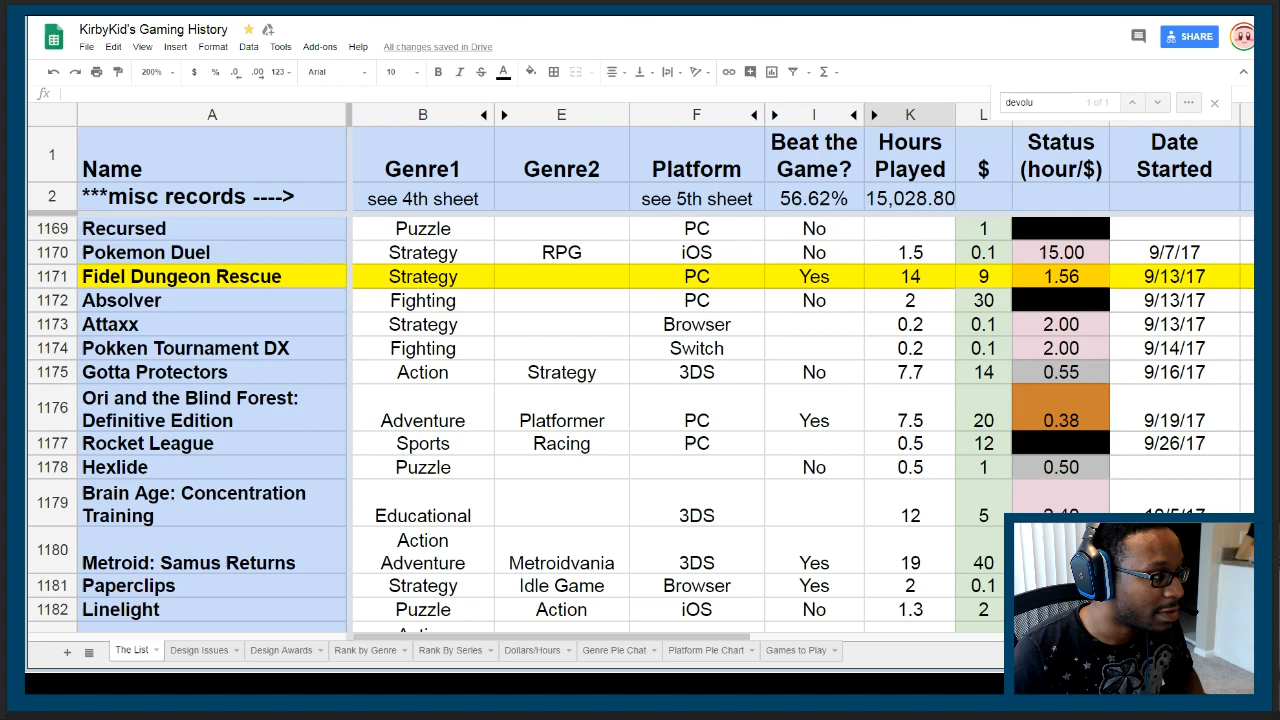 KirbyKid's Gaming History
File Edit View Insert Format Data Tools Add-ons Help All changes saved in Drive
SHARE
200% $ % .0 .00 123 Arial 10 B I S A Σ
fx
devolu 1 of 1
A B E F I K L
1 Name Genre1 Genre2 Platform Beat the Game? Hours Played $ Status (hour/$) Date Started
2 ***misc records ----> see 4th sheet see 5th sheet 56.62% 15,028.80
1169 Recursed Puzzle PC No 1
1170 Pokemon Duel Strategy RPG iOS No 1.5 0.1 15.00 9/7/17
1171 Fidel Dungeon Rescue Strategy PC Yes 14 9 1.56 9/13/17
1172 Absolver Fighting PC No 2 30 9/13/17
1173 Attaxx Strategy Browser 0.2 0.1 2.00 9/13/17
1174 Pokken Tournament DX Fighting Switch 0.2 0.1 2.00 9/14/17
1175 Gotta Protectors Action Strategy 3DS No 7.7 14 0.55 9/16/17
1176 Ori and the Blind Forest: Definitive Edition Adventure Platformer PC Yes 7.5 20 0.38 9/19/17
1177 Rocket League Sports Racing PC 0.5 12 9/26/17
1178 Hexlide Puzzle No 0.5 1 0.50
1179 Brain Age: Concentration Training Educational 3DS 12 5
1180 Metroid: Samus Returns Action Adventure Metroidvania 3DS Yes 19 40
1181 Paperclips Strategy Idle Game Browser Yes 2 0.1
1182 Linelight Puzzle Action iOS No 1.3 2
The List Design Issues Design Awards Rank by Genre Rank By Series Dollars/Hours Genre Pie Chat Platform Pie Chart Games to Play